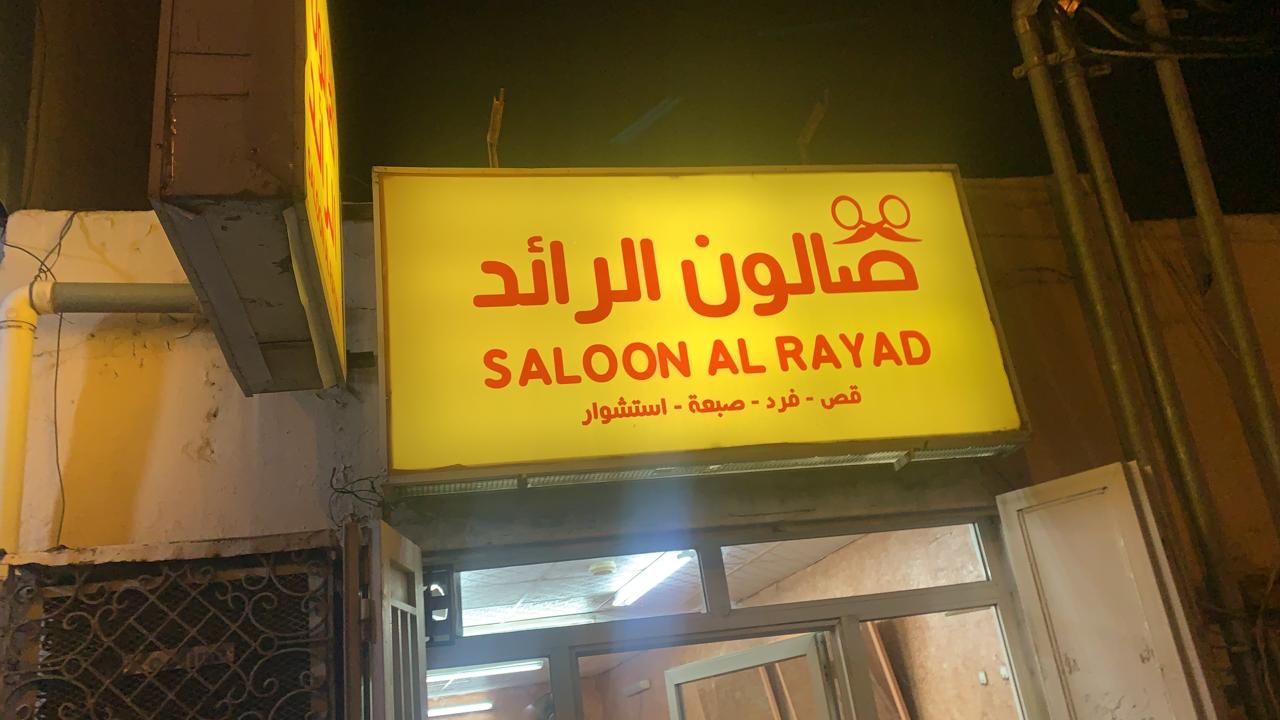 صالون الرائد
SALOON AL RAYAD
قص - فرد - صبغة - استشوار